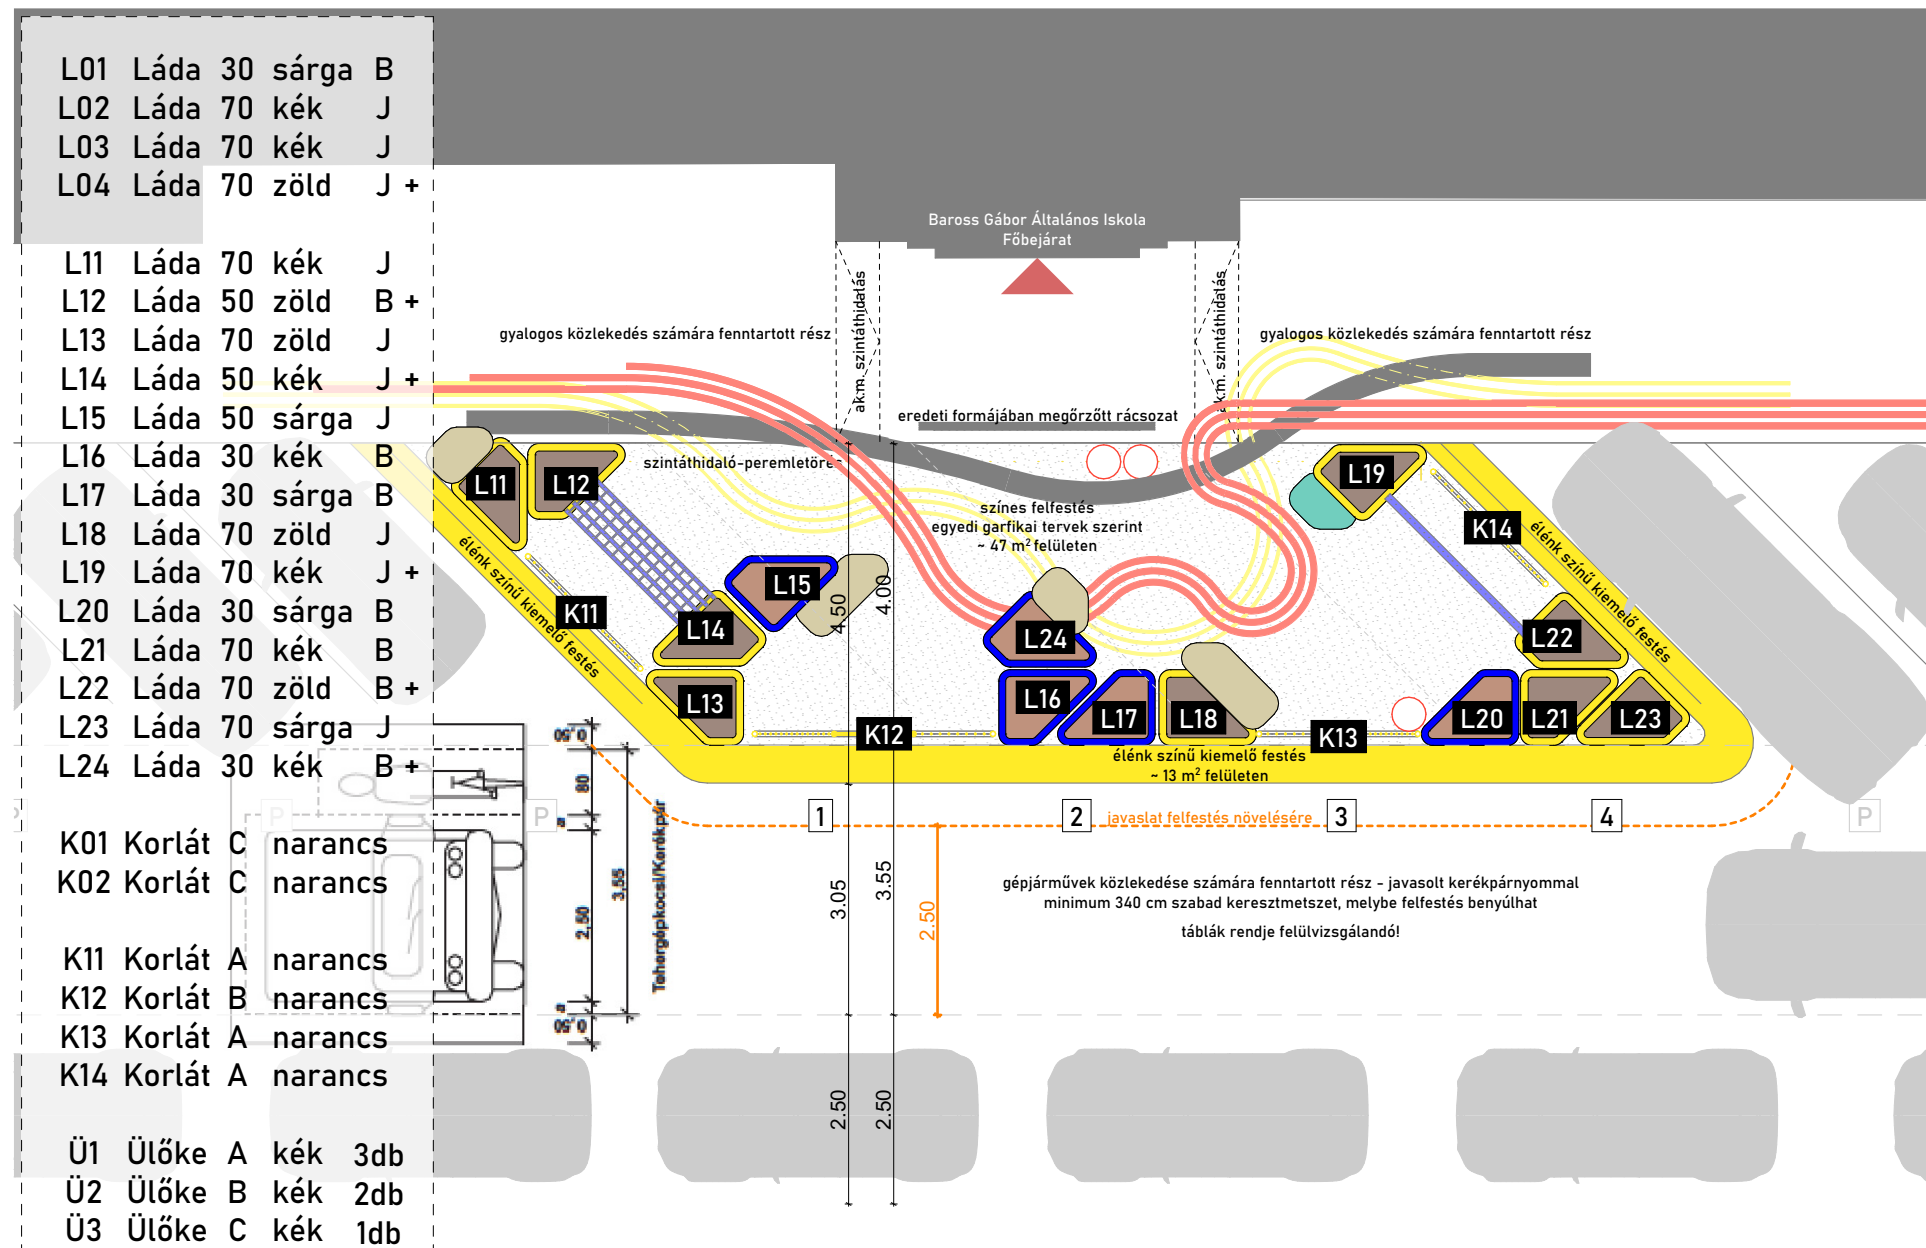 L01 Láda 30 sárga B
L02 Láda 70 kék J
L03 Láda 70 kék J
L04 Láda 70 zöld J +
L11 Láda 70 kék J
L12 Láda 50 zöld B +
L13 Láda 70 zöld J
L14 Láda 50 kék J +
L15 Láda 50 sárga J
L16 Láda 30 kék B
L17 Láda 30 sárga B
L18 Láda 70 zöld J
L19 Láda 70 kék J +
L20 Láda 30 sárga B
L21 Láda 70 kék B
L22 Láda 70 zöld B +
L23 Láda 70 sárga J
L24 Láda 30 kék B +
K01 Korlát C narancs
K02 Korlát C narancs
K11 Korlát A narancs
K12 Korlát B narancs
K13 Korlát A narancs
K14 Korlát A narancs
Ü1 Ülőke A kék 3db
Ü2 Ülőke B kék 2db
Ü3 Ülőke C kék 1db
Baross Gábor Általános Iskola
Főbejárat
gyalogos közlekedés számára fenntartott rész
ak.m. szintáthidalás
ak.m. szintáthidalás
gyalogos közlekedés számára fenntartott rész
eredeti formájában megőrzött rácsozat
szintáthidaló-peremletörés
színes felfestés
egyedi garfikai tervek szerint
~ 47 m² felületen
L11
L12
L19
K14
élénk színű kiemelő festés
L15
K11
L14
élénk színű kiemelő festés
L24
L22
L13
L16
L17
L18
L20
L21
L23
K12
K13
élénk színű kiemelő festés
~ 13 m² felületen
4.50
4.00
1
2
javaslat felfestés növelésére
3
4
P
P
P
P
0,50
80
a
2,50
a
0,50
3,55
Tehergépkocsi/Kerékpár
3.05
3.55
2.50
gépjárművek közlekedése számára fenntartott rész - javasolt kerékpárnyommal
minimum 340 cm szabad keresztmetszet, melybe felfestés benyúlhat
táblák rendje felülvizsgálandó!
2.50
2.50